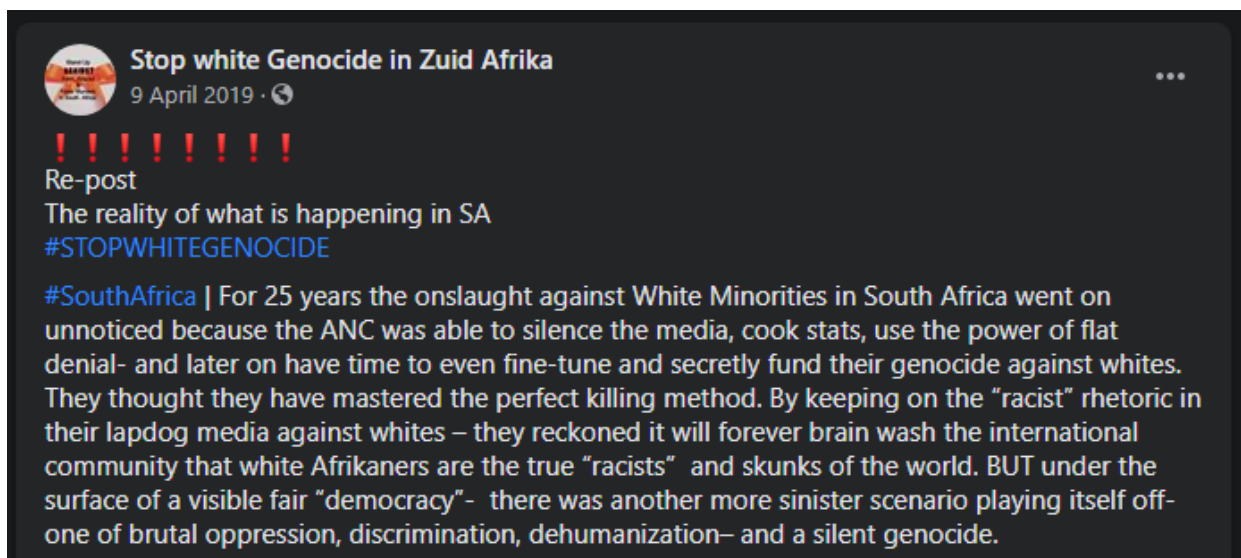 Stop white Genocide in Zuid Afrika
9 April 2019 ·
❗❗❗❗❗❗❗❗
Re-post
The reality of what is happening in SA
#STOPWHITEGENOCIDE
#SouthAfrica | For 25 years the onslaught against White Minorities in South Africa went on
unnoticed because the ANC was able to silence the media, cook stats, use the power of flat
denial- and later on have time to even fine-tune and secretly fund their genocide against whites.
They thought they have mastered the perfect killing method. By keeping on the “racist” rhetoric in
their lapdog media against whites – they reckoned it will forever brain wash the international
community that white Afrikaners are the true “racists”  and skunks of the world. BUT under the
surface of a visible fair “democracy”-  there was another more sinister scenario playing itself off-
one of brutal oppression, discrimination, dehumanization– and a silent genocide.